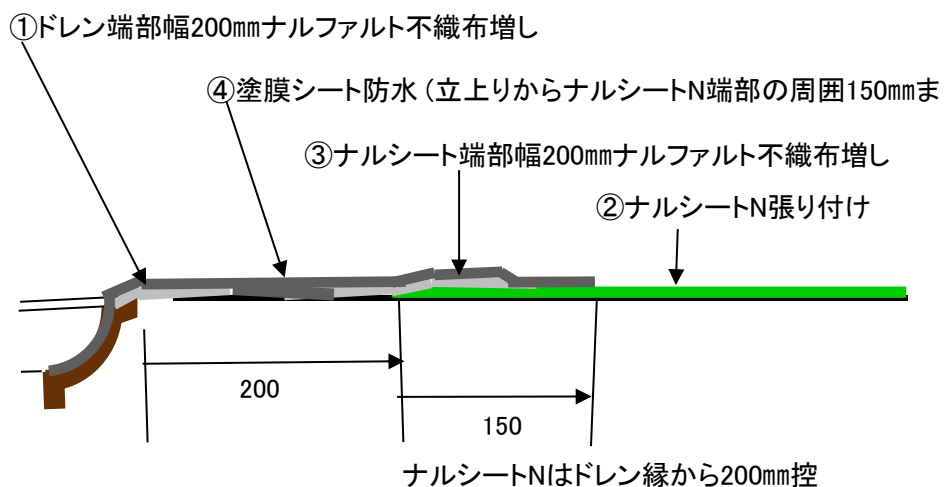 ①ドレン端部幅200㎜ナルファルト不織布増し
④塗膜シート防水（立上りからナルシートN端部の周囲150㎜ま
③ナルシート端部幅200㎜ナルファルト不織布増し
②ナルシートN張り付け
200
150
ナルシートNはドレン縁から200㎜控